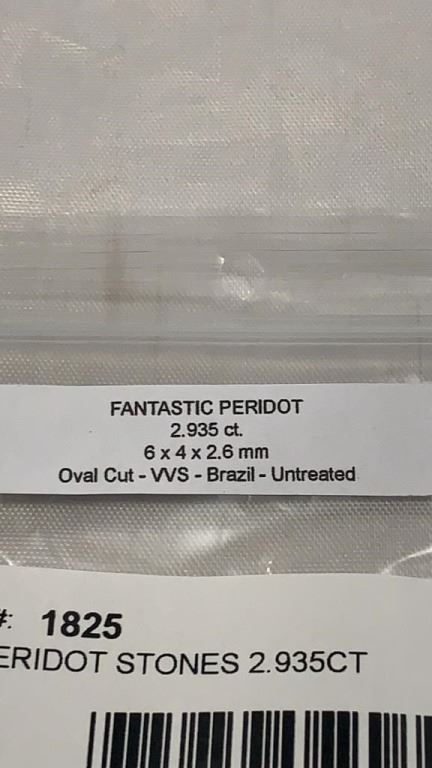 FANTASTIC PERIDOT
2.935 ct.
6 x 4 x 2.6 mm
Oval Cut - VVS - Brazil - Untreated
#: 1825
ERIDOT STONES 2.935CT